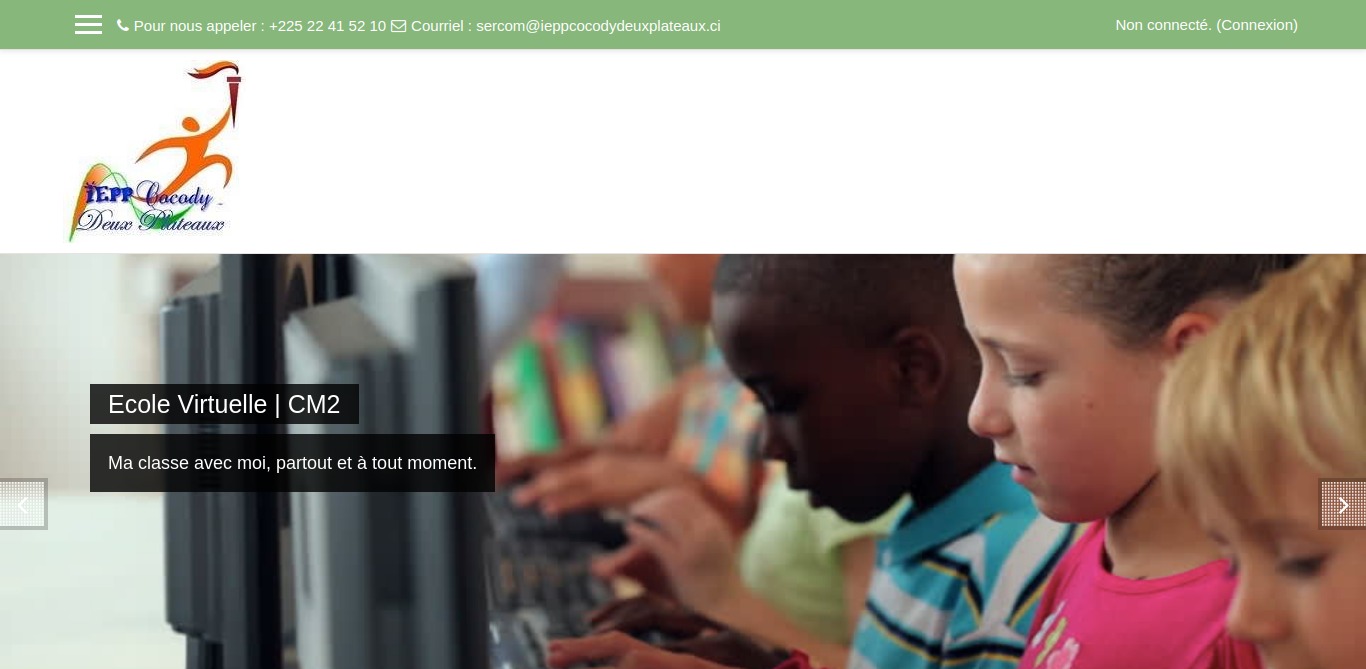 Pour nous appeler : +225 22 41 52 10 Courriel : sercom@ieppcocodydeuxplateaux.ci
Non connecté. (Connexion)
iEPP Cocody
Deux Plateaux
Ecole Virtuelle | CM2
Ma classe avec moi, partout et à tout moment.